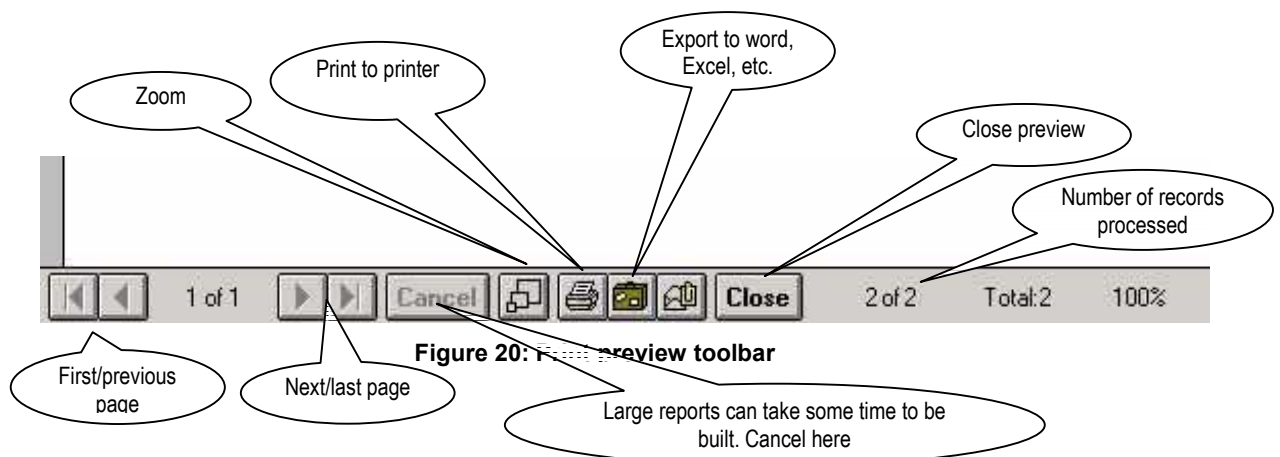 Export to word,
Excel, etc.
Print to printer
Zoom
Close preview
Number of records
processed
1 of 1
Cancel
Close
2 of 2
Total:2
100%
Figure 20: preview toolbar
First/previous
page
Next/last page
Large reports can take some time to be
built. Cancel here